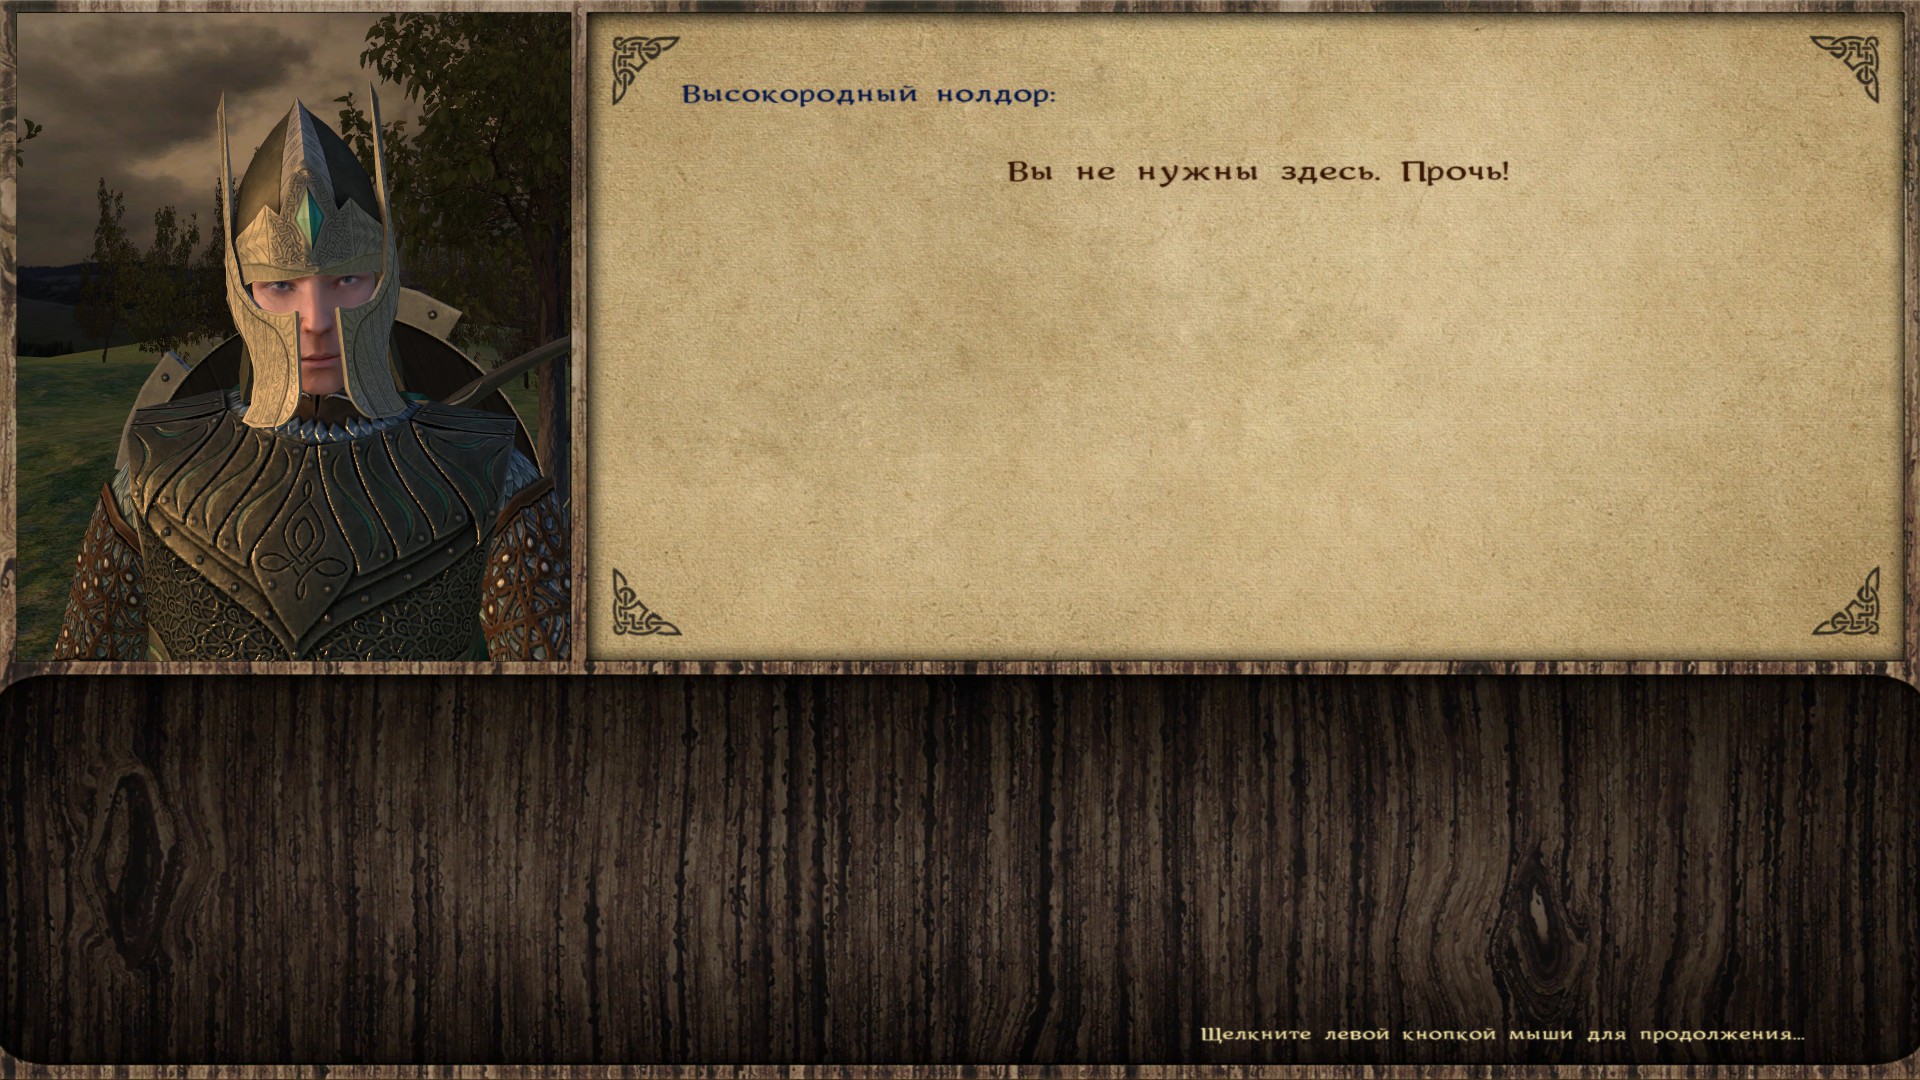 Высокородный нолдор:
Вы не нужны здесь. Прочь!
Щелкните левой кнопкой мыши для продолжения...